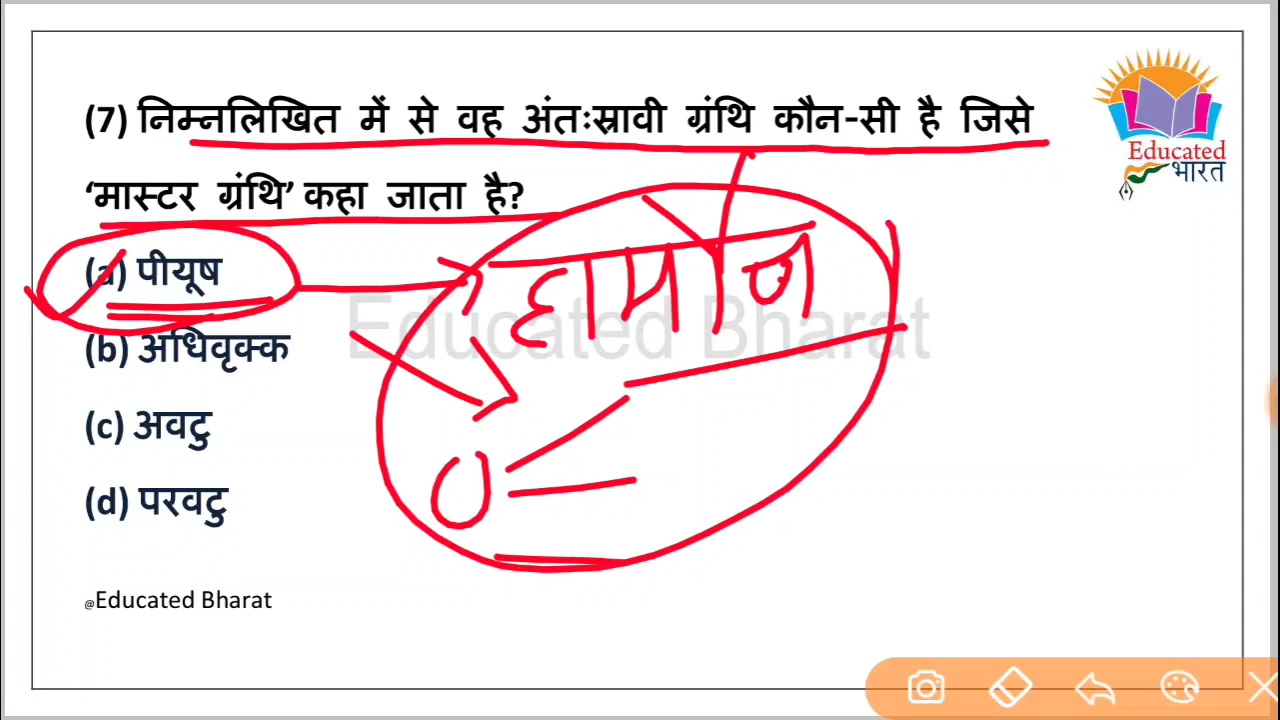 (7) निम्नलिखित में से वह अंतःस्रावी ग्रंथि कौन-सी है जिसे
‘मास्टर ग्रंथि’ कहा जाता है?
(a) पीयूष
(b) अधिवृक्क
(c) अवटु
(d) परवटु
@Educated Bharat
Educated
भारत
Educated Bharat